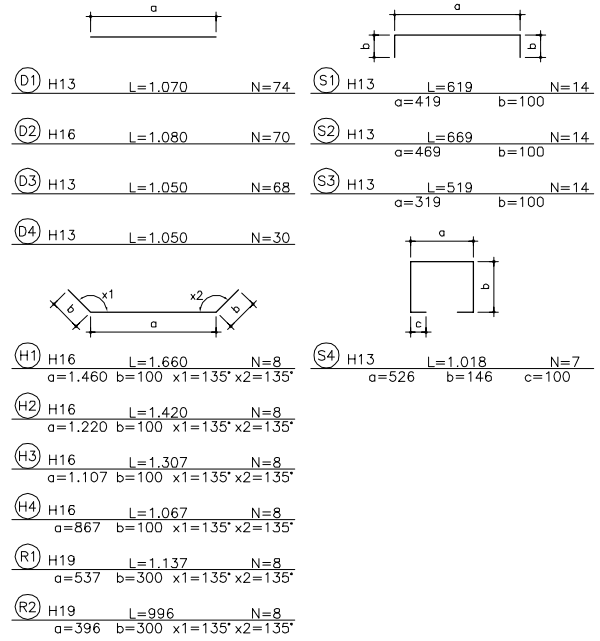 a
D1 H13 L=1.070 N=74
D2 H16 L=1.080 N=70
D3 H13 L=1.050 N=68
D4 H13 L=1.050 N=30
b x1 a x2 b
H1 H16 L=1.660 N=8
a=1.460 b=100 x1=135° x2=135°
H2 H16 L=1.420 N=8
a=1.220 b=100 x1=135° x2=135°
H3 H16 L=1.307 N=8
a=1.107 b=100 x1=135° x2=135°
H4 H16 L=1.067 N=8
a=867 b=100 x1=135° x2=135°
R1 H19 L=1.137 N=8
a=537 b=300 x1=135° x2=135°
R2 H19 L=996 N=8
a=396 b=300 x1=135° x2=135°
a
b b
S1 H13 L=619 N=14
a=419 b=100
S2 H13 L=669 N=14
a=469 b=100
S3 H13 L=519 N=14
a=319 b=100
a
b
c
S4 H13 L=1.018 N=7
a=526 b=146 c=100